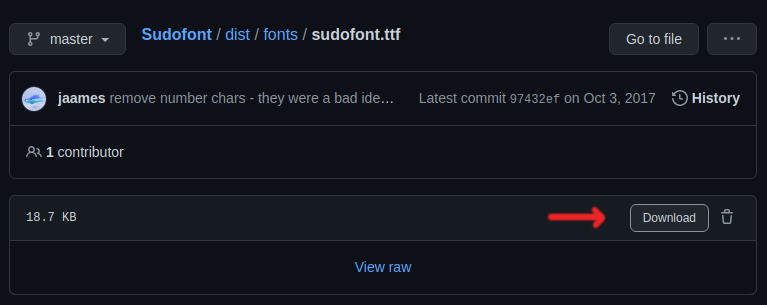 master Sudofont / dist / fonts / sudofont.ttf Go to file ...
jaames remove number chars - they were a bad ide… Latest commit 97432ef on Oct 3, 2017 History
1 contributor
18.7 KB Download
View raw